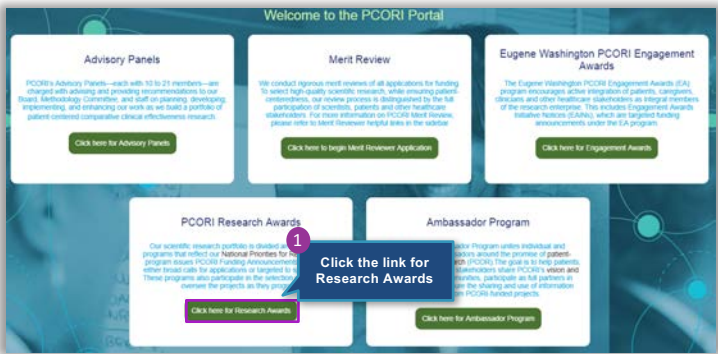 Welcome to the PCORI Portal
Advisory Panels
PCORI's Advisory Panels—each with 10 to 21 members—are
charged with advising and providing recommendations to our
Board, Methodology Committee, and staff on planning, developing,
implementing, and enhancing our work as we build a portfolio of
patient centered comparative clinical effectiveness research.
Click here for Advisory Panels
Merit Review
We conduct rigorous merit reviews of all applications for funding
To select high-quality scientific research, while ensuring patient-
centeredness, our review process is distinguished by the full
participation of scientists, patients and other healthcare
stakeholders. For more information on PCORI Merit Review,
please refer to Merit Reviewer helpful links in the sidebar
Click here to begin Merit Reviewer Application
Eugene Washington PCORI Engagement
Awards
The Eugene Washington PCORI Engagement Awards (EA)
program encourages active integration of patients, caregivers,
clinicians and other healthcare stakeholders as integral members
of the research enterprise. This includes Engagement Awards
Initiative Notices (EAINs), which are targeted funding
announcements under the EA program.
Click here for Engagement Awards
PCORI Research Awards
Our scientific research portfolio is divided
programs that reflect our National Priorities for
program issues PCORI Funding Announcements
either broad calls for applications or targeted to
These programs also participate in the selection
oversee the projects as they
Click here for Research Awards
1
Click the link for
Research Awards
Ambassador Program
Program unites individual and
around the promise of patient-
(PCOR) The goal is to help patients,
stakeholders share PCORI's vision and
participate as full partners in
the sharing and use of information
PCORI funded projects.
Click here for Ambassador Program